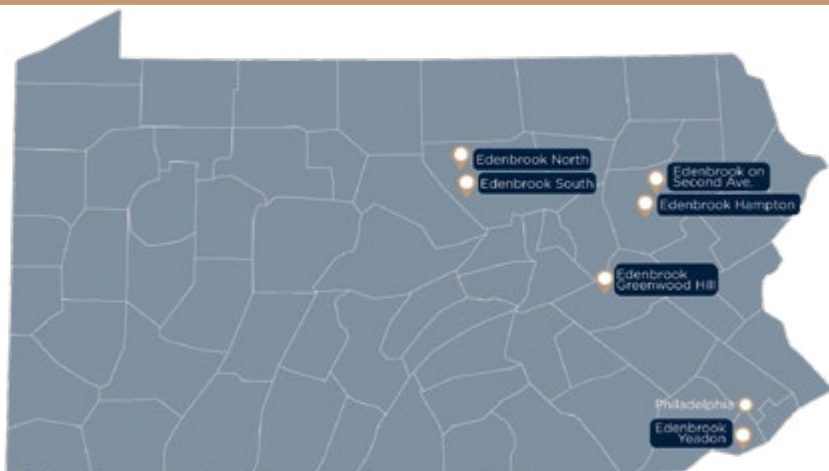 Edenbrook North
Edenbrook South
Edenbrook on
Second Ave.
Edenbrook Hampton
Edenbrook
Greenwood Hill
Philadelphia
Edenbrook
Yeadon